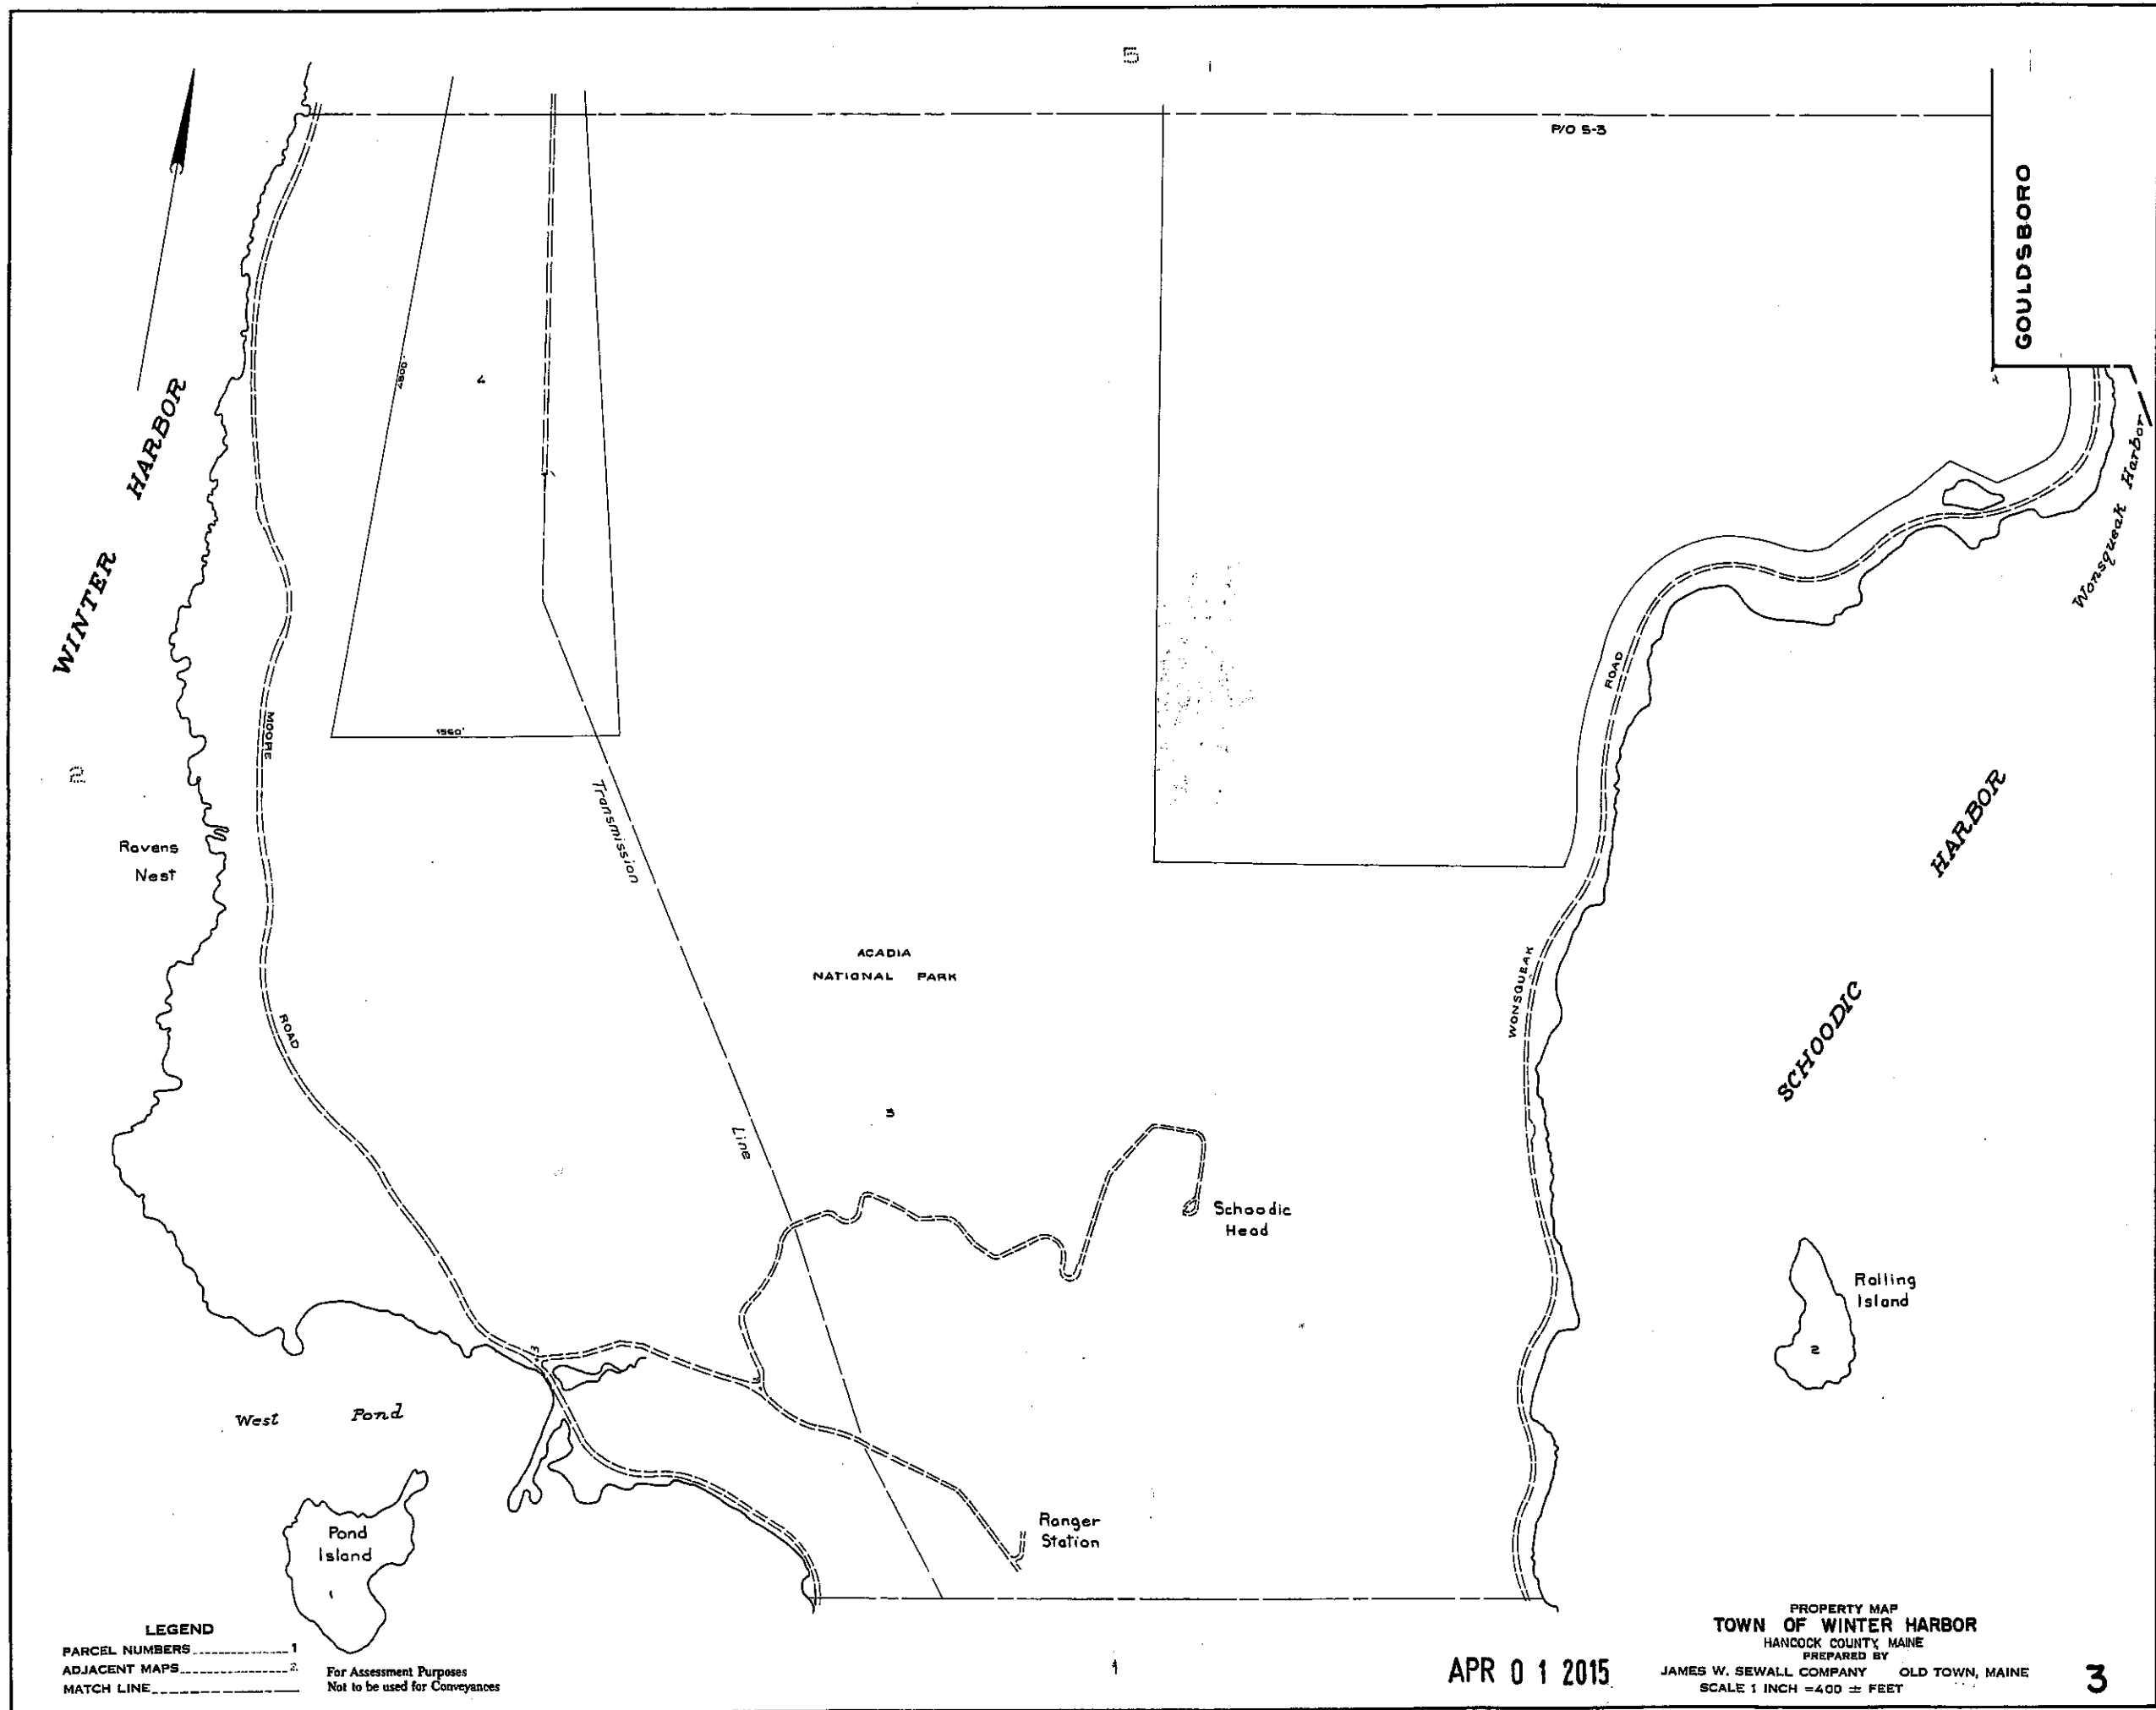 5
P/O 5-3
GOULDSBORO
WINTER HARBOR
4800'
4
Wonsqueak Harbor
ROAD
MOORE
1560'
2
Transmission
HARBOR
Ravens
Nest
ACADIA
NATIONAL PARK
WONSQUEAK
SCHOODIC
ROAD
3
Line
Schoodic
Head
Rolling
Island
2
West Pond
Pond
Island
1
Ranger
Station
LEGEND
PARCEL NUMBERS 1
ADJACENT MAPS 2
MATCH LINE
For Assessment Purposes
Not to be used for Conveyances
1
APR 01 2015
PROPERTY MAP
TOWN OF WINTER HARBOR
HANCOCK COUNTY, MAINE
PREPARED BY
JAMES W. SEWALL COMPANY OLD TOWN, MAINE
SCALE 1 INCH = 400 ± FEET
3